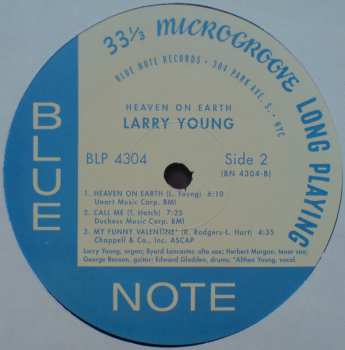 33⅓ MICROGROOVE LONG PLAYING
BLUE NOTE RECORDS • 304 PARK AVE. S., • NYC
HEAVEN ON EARTH
LARRY YOUNG
BLP 4304
Side 2
(BN 4304-B)
1. HEAVEN ON EARTH (L. Young) 6:10
Unart Music Corp. BMI
2. CALL ME (T. Hatch) 7:25
Duchess Music Corp. BMI
3. MY FUNNY VALENTINE* (R. Rodgers-L. Hart) 4:35
Chappell & Co., Inc. ASCAP
Larry Young, organ; Byard Lancaster, alto sax; Herbert Morgan, tenor sax;
George Benson, guitar; Edward Gladden, drums; *Althea Young, vocal.
BLUE
NOTE